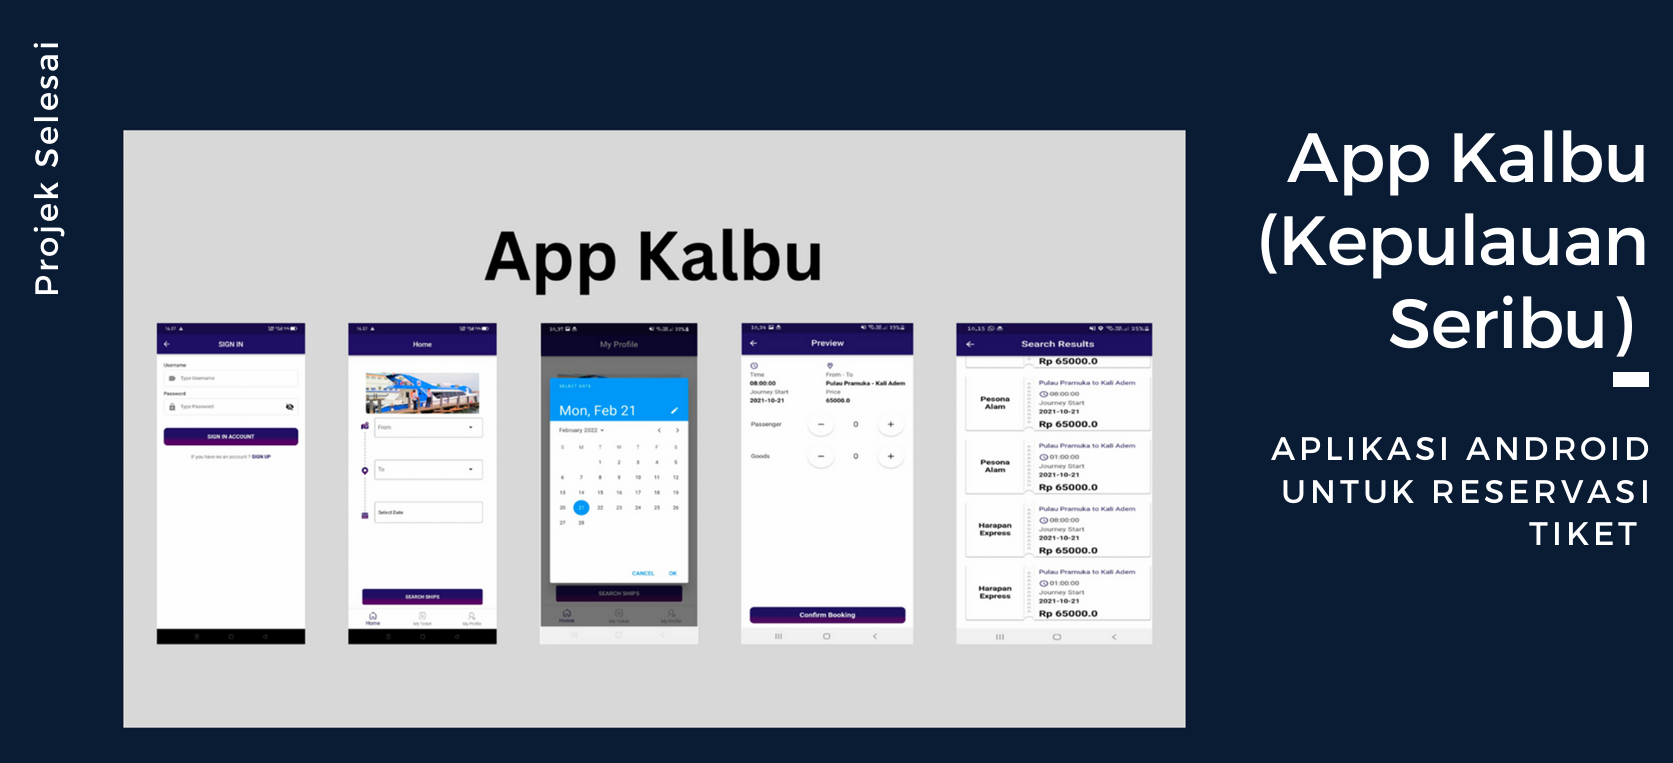 Projek Selesai
App Kalbu
(Kepulauan
Seribu)
APLIKASI ANDROID
UNTUK RESERVASI
TIKET
App Kalbu
SIGN IN
Username
Type Username
Password
Type Password
SIGN IN ACCOUNT
If you have no an account ? SIGN UP
Home
From
To
Select Date
SEARCH SHIPS
Home
My Ticket
My Profile
My Profile
SELECT DATE
Mon, Feb 21
February 2022
S M T W T F S
1 2 3 4 5
6 7 8 9 10 11 12
13 14 15 16 17 18 19
20 21 22 23 24 25 26
27 28
CANCEL OK
SEARCH SHIPS
Home
My Ticket
My Profile
Preview
Time
08:00:00
Journey Start
2021-10-21
From - To
Pulau Pramuka - Kali Adem
Price
65000.0
Passenger − 0 +
Goods − 0 +
Confirm Booking
Search Results
Rp 65000.0
Pesona
Alam
Pulau Pramuka to Kali Adem
08:00:00
Journey Start
2021-10-21
Rp 65000.0
Pesona
Alam
Pulau Pramuka to Kali Adem
01:00:00
Journey Start
2021-10-21
Rp 65000.0
Harapan
Express
Pulau Pramuka to Kali Adem
08:00:00
Journey Start
2021-10-21
Rp 65000.0
Harapan
Express
Pulau Pramuka to Kali Adem
01:00:00
Journey Start
2021-10-21
Rp 65000.0